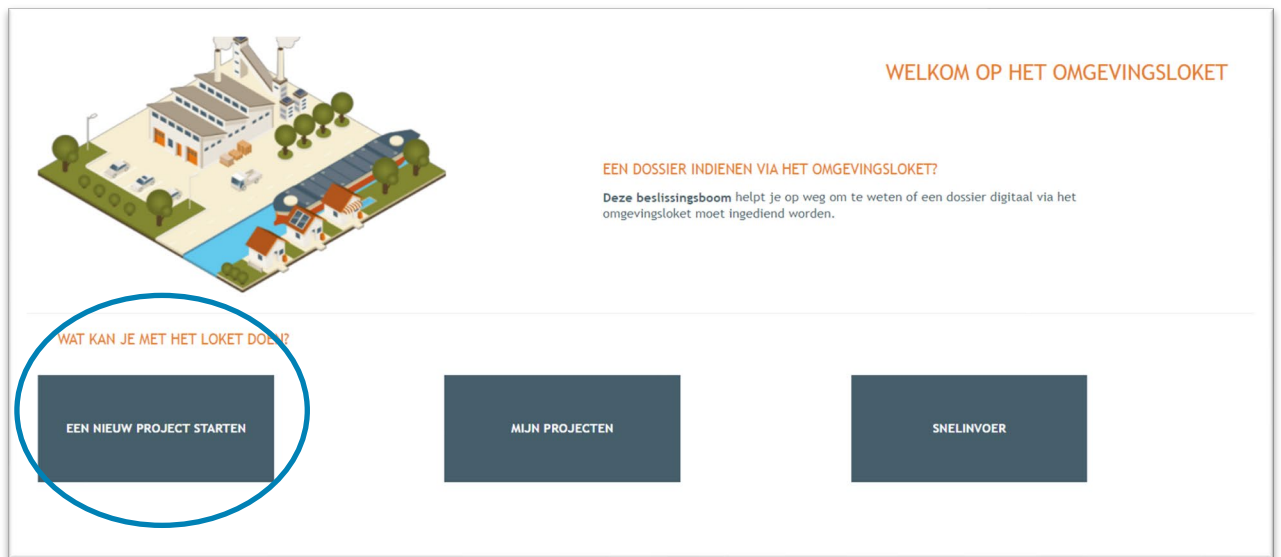 WELKOM OP HET OMGEVINGSLOKET
EEN DOSSIER INDIENEN VIA HET OMGEVINGSLOKET?
Deze beslissingsboom helpt je op weg om te weten of een dossier digitaal via het
omgevingsloket moet ingediend worden.
WAT KAN JE MET HET LOKET DOEN?
EEN NIEUW PROJECT STARTEN
MIJN PROJECTEN
SNELINVOER